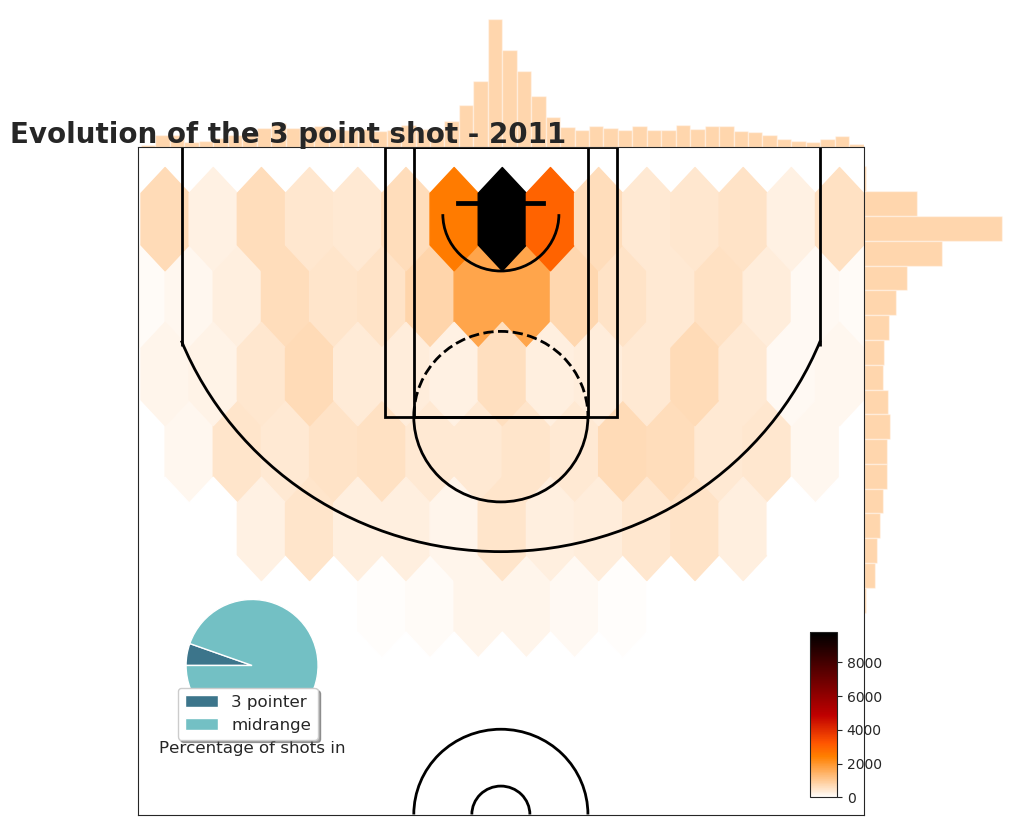 Evolution of the 3 point shot - 2011
3 pointer
midrange
Percentage of shots in
8000
6000
4000
2000
0